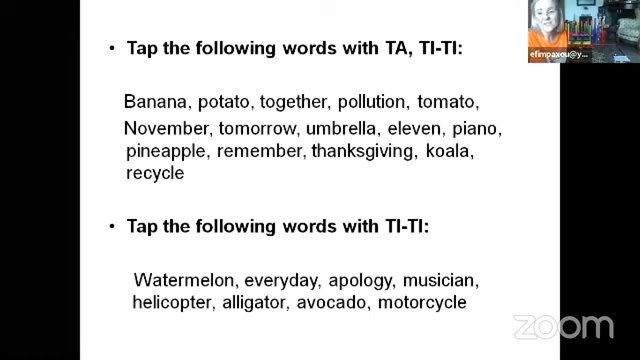 efimpaxou@y...
• Tap the following words with TA, TI-TI:
Banana, potato, together, pollution, tomato,
November, tomorrow, umbrella, eleven, piano,
pineapple, remember, thanksgiving, koala,
recycle
• Tap the following words with TI-TI:
Watermelon, everyday, apology, musician,
helicopter, alligator, avocado, motorcycle
zoom